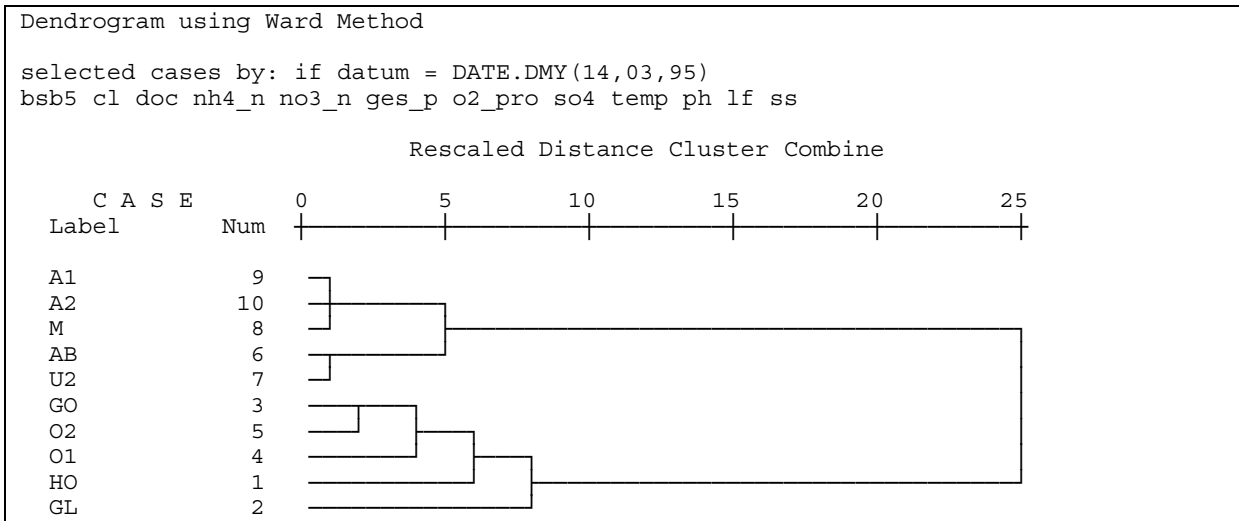 Dendrogram using Ward Method
selected cases by: if datum = DATE.DMY(14,03,95)
bsb5 cl doc nh4_n no3_n ges_p o2_pro so4 temp ph lf ss
Rescaled Distance Cluster Combine
C A S E 0 5 10 15 20 25
Label Num
A1 9
A2 10
M 8
AB 6
U2 7
GO 3
O2 5
O1 4
HO 1
GL 2